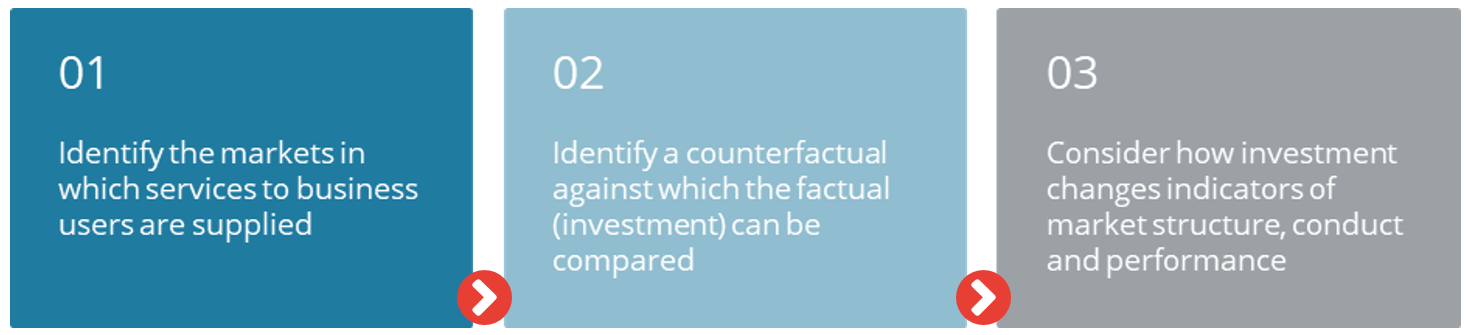 01
Identify the markets in
which services to business
users are supplied
02
Identify a counterfactual
against which the factual
(investment) can be
compared
03
Consider how investment
changes indicators of
market structure, conduct
and performance